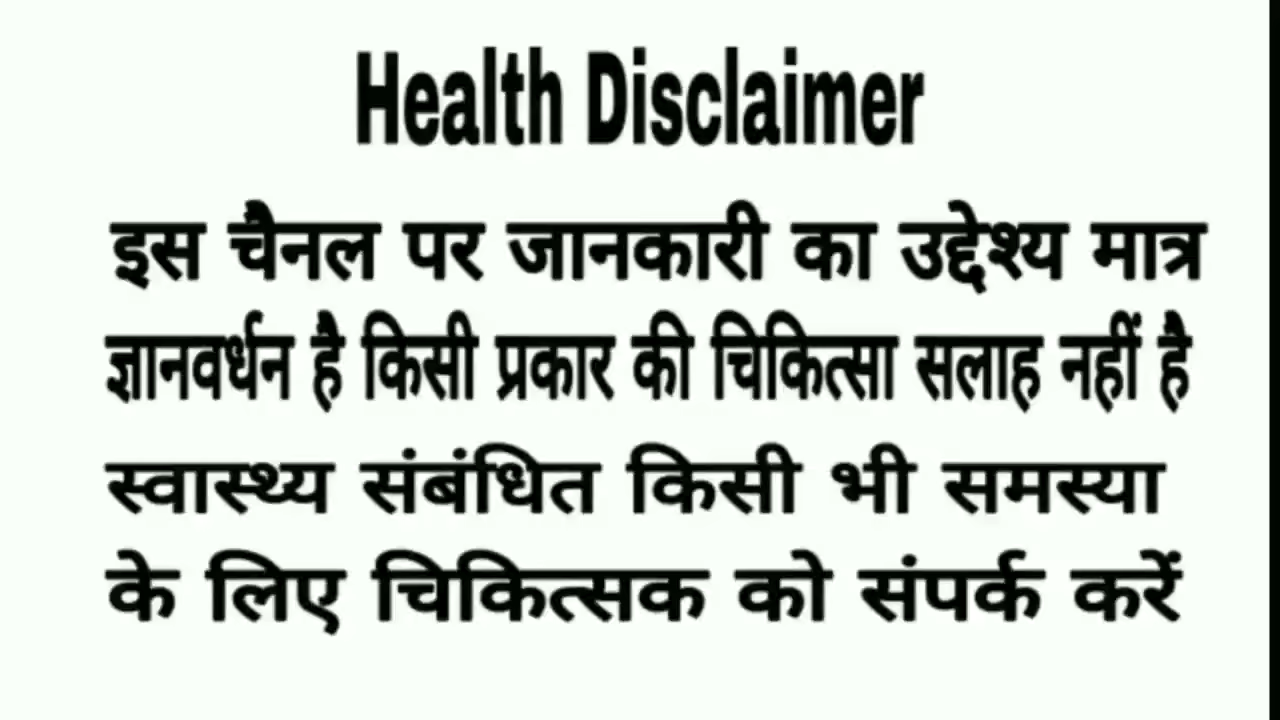 Health Disclaimer
इस चैनल पर जानकारी का उद्देश्य मात्र
ज्ञानवर्धन है किसी प्रकार की चिकित्सा सलाह नहीं है
स्वास्थ्य संबंधित किसी भी समस्या
के लिए चिकित्सक को संपर्क करें